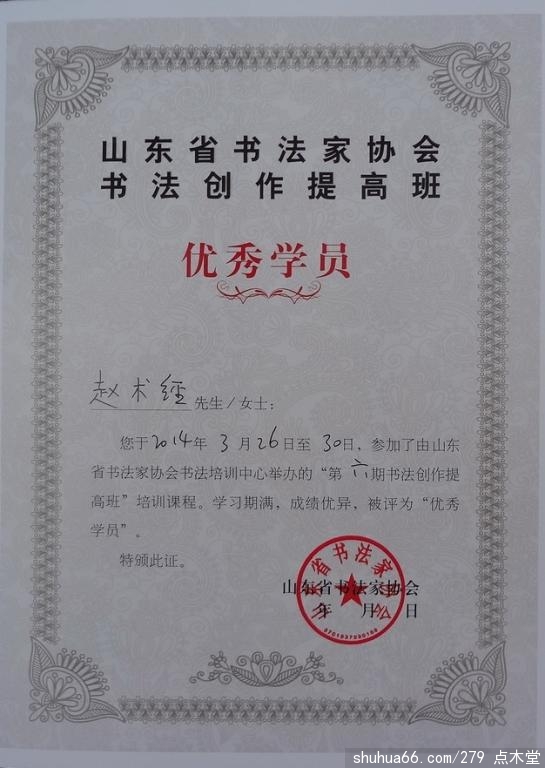 山东省书法家协会
书法创作提高班
优秀学员
赵术经 先生/女士：
您于2014年3月26日至30日，参加了由山东
省书法家协会书法培训中心举办的“第六期书法创作提
高班”培训课程。学习期满，成绩优异，被评为“优秀
学员”。
特颁此证。
山东省书法家协会
年 月 日
山东省书法家协会
shuhua66.com/279 点木堂